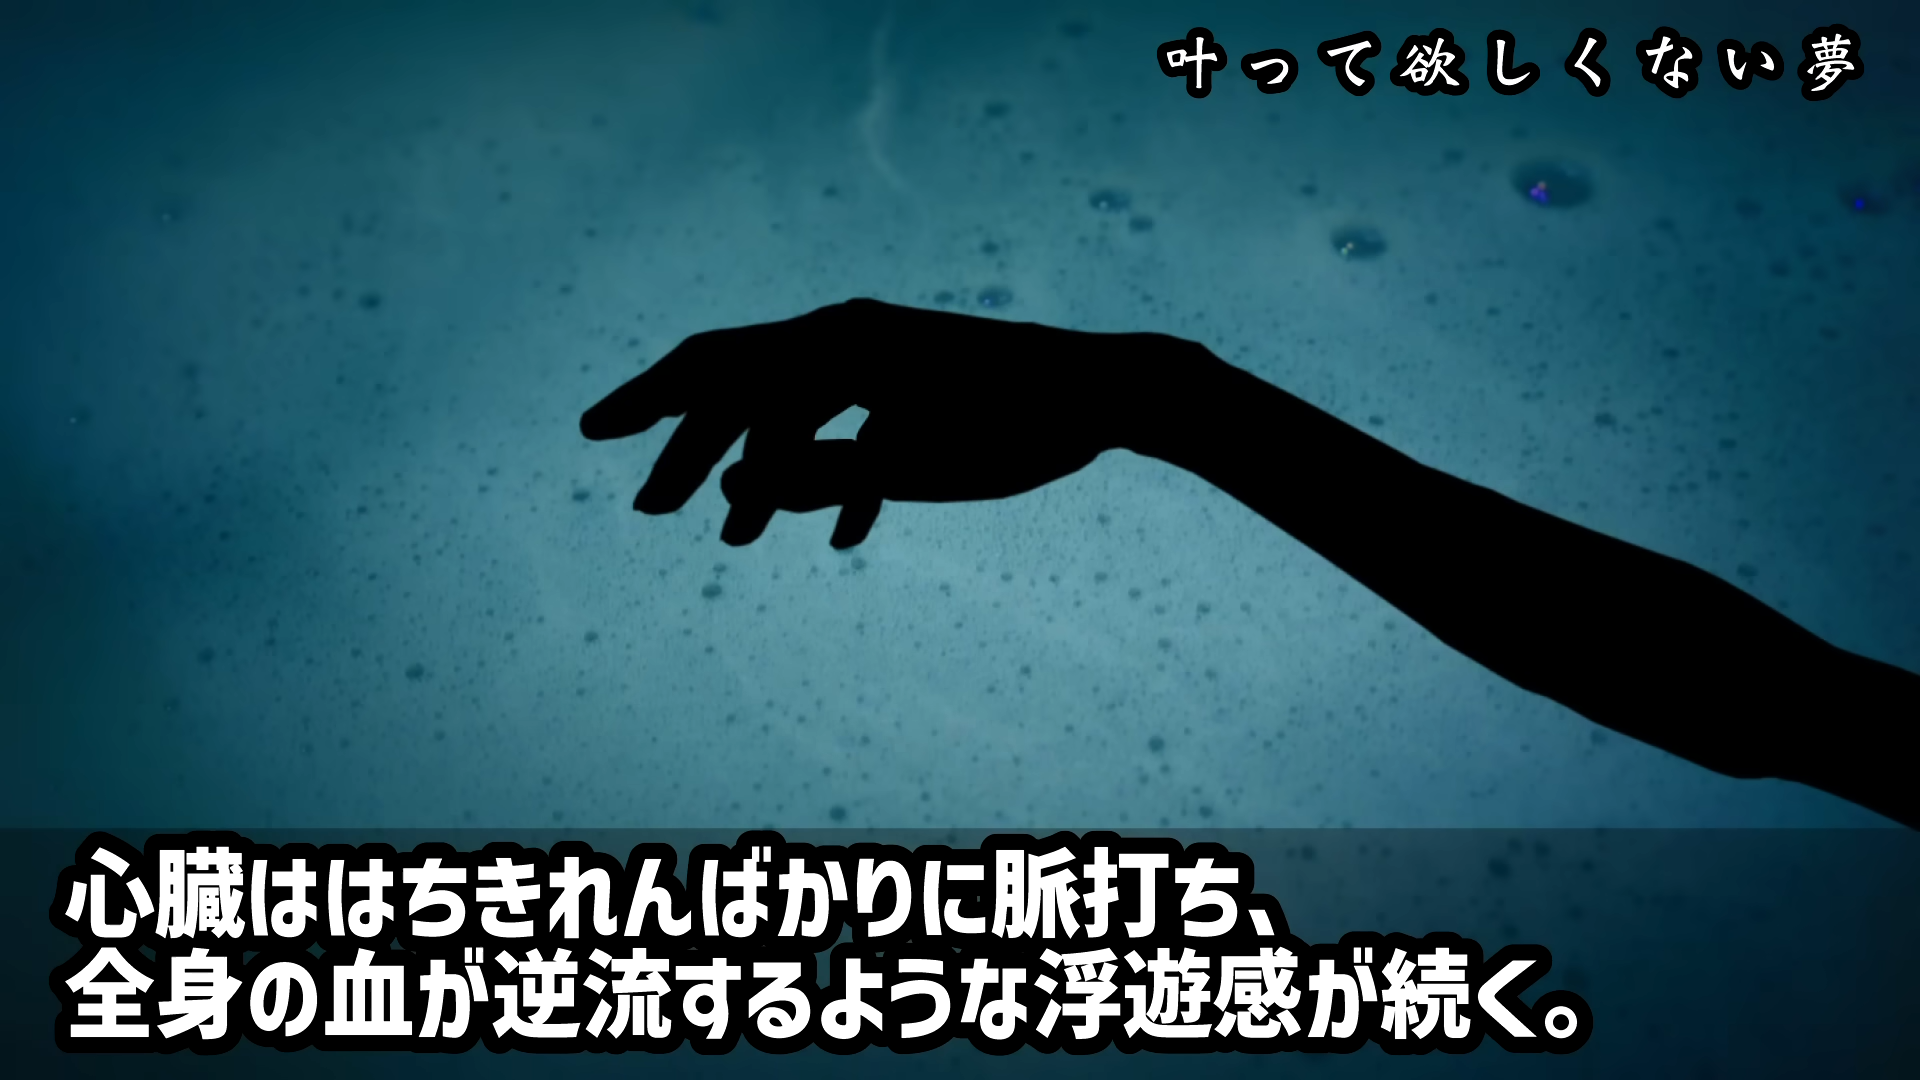 叶って欲しくない夢
心臓ははちきれんばかりに脈打ち、
全身の血が逆流するような浮遊感が続く。